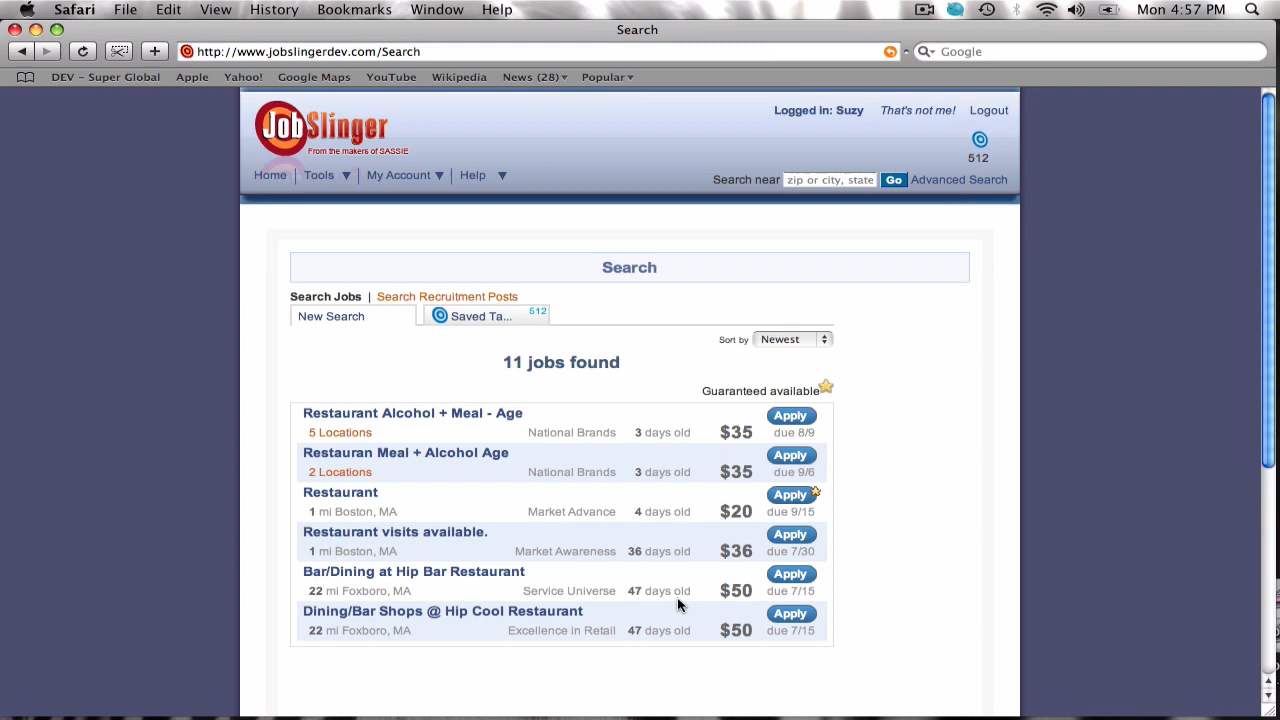 Safari File Edit View History Bookmarks Window Help Mon 4:57 PM
Search
http://www.jobslingerdev.com/Search Google
DEV – Super Global Apple Yahoo! Google Maps YouTube Wikipedia News (28) Popular
JobSlinger
From the makers of SASSIE
Logged in: Suzy That's not me! Logout
512
Home Tools My Account Help
Search near zip or city, state Go Advanced Search
Search
Search Jobs | Search Recruitment Posts
New Search Saved Ta... 512
Sort by Newest
11 jobs found
Guaranteed available
Restaurant Alcohol + Meal - Age Apply
5 Locations National Brands 3 days old $35 due 8/9
Restauran Meal + Alcohol Age Apply
2 Locations National Brands 3 days old $35 due 9/6
Restaurant Apply
1 mi Boston, MA Market Advance 4 days old $20 due 9/15
Restaurant visits available. Apply
1 mi Boston, MA Market Awareness 36 days old $36 due 7/30
Bar/Dining at Hip Bar Restaurant Apply
22 mi Foxboro, MA Service Universe 47 days old $50 due 7/15
Dining/Bar Shops @ Hip Cool Restaurant Apply
22 mi Foxboro, MA Excellence in Retail 47 days old $50 due 7/15